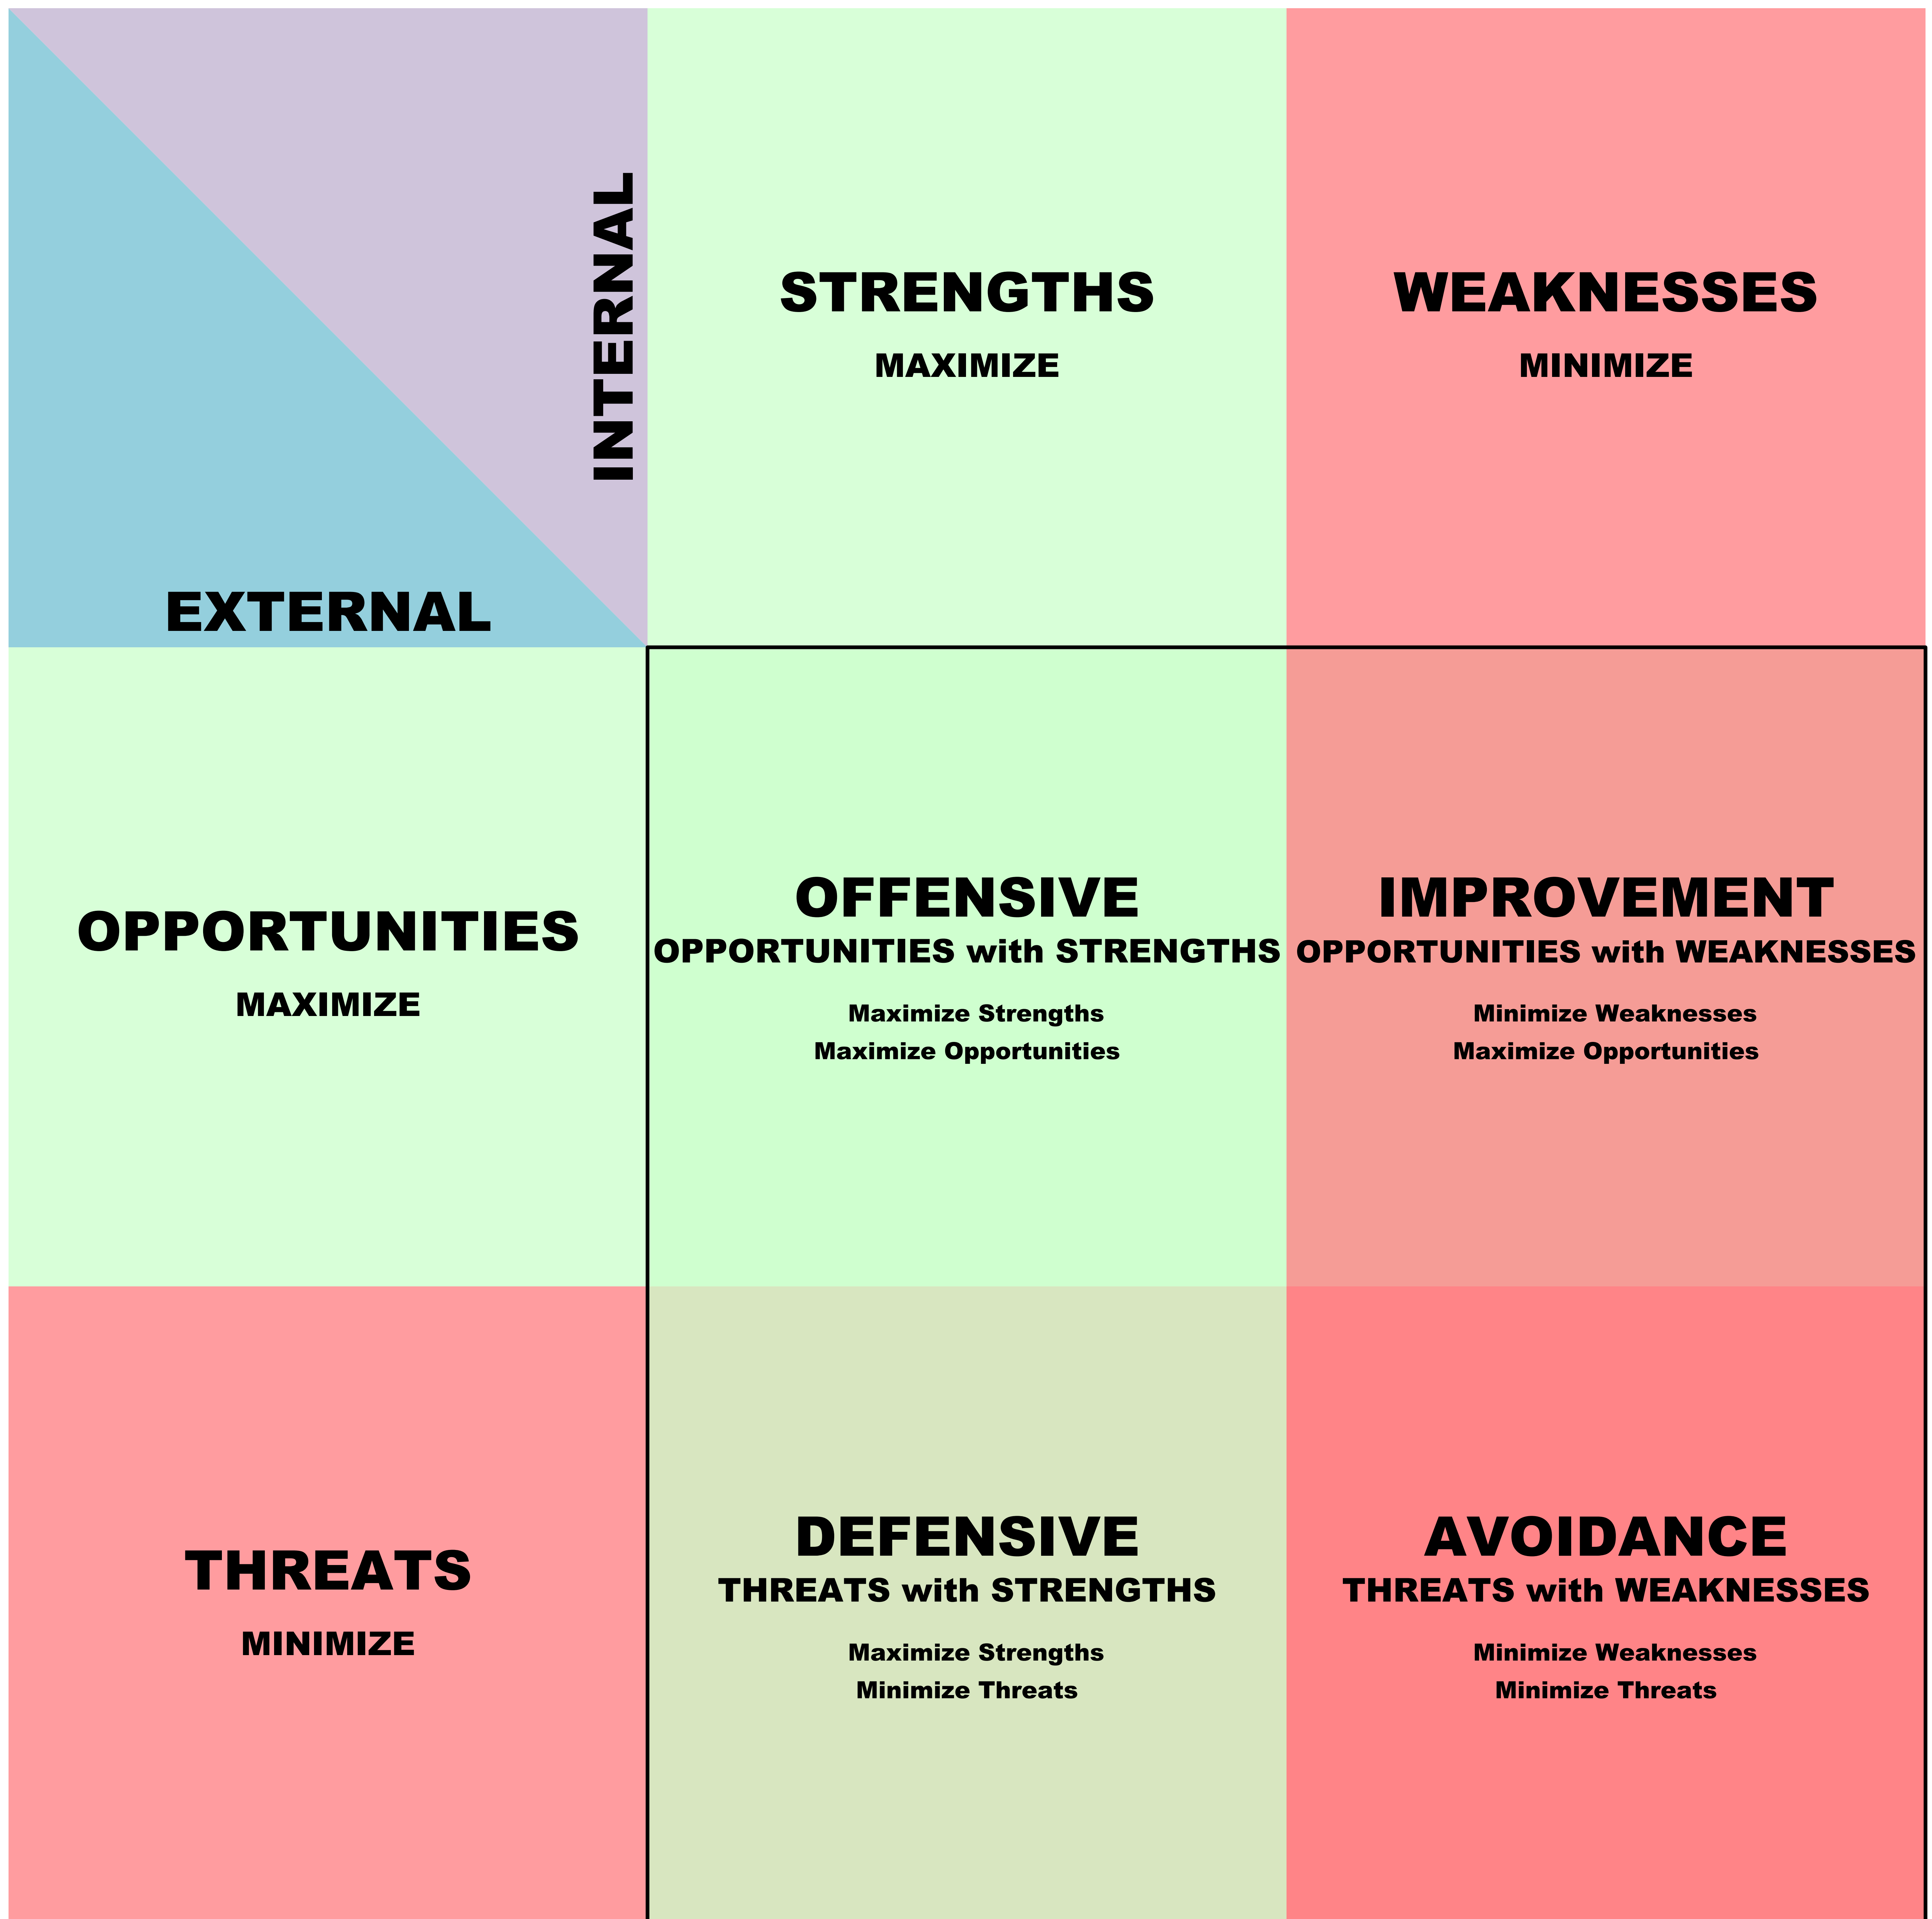 INTERNAL
EXTERNAL
STRENGTHS
MAXIMIZE
WEAKNESSES
MINIMIZE
OPPORTUNITIES
MAXIMIZE
OFFENSIVE
OPPORTUNITIES with STRENGTHS
Maximize Strengths
Maximize Opportunities
IMPROVEMENT
OPPORTUNITIES with WEAKNESSES
Minimize Weaknesses
Maximize Opportunities
THREATS
MINIMIZE
DEFENSIVE
THREATS with STRENGTHS
Maximize Strengths
Minimize Threats
AVOIDANCE
THREATS with WEAKNESSES
Minimize Weaknesses
Minimize Threats